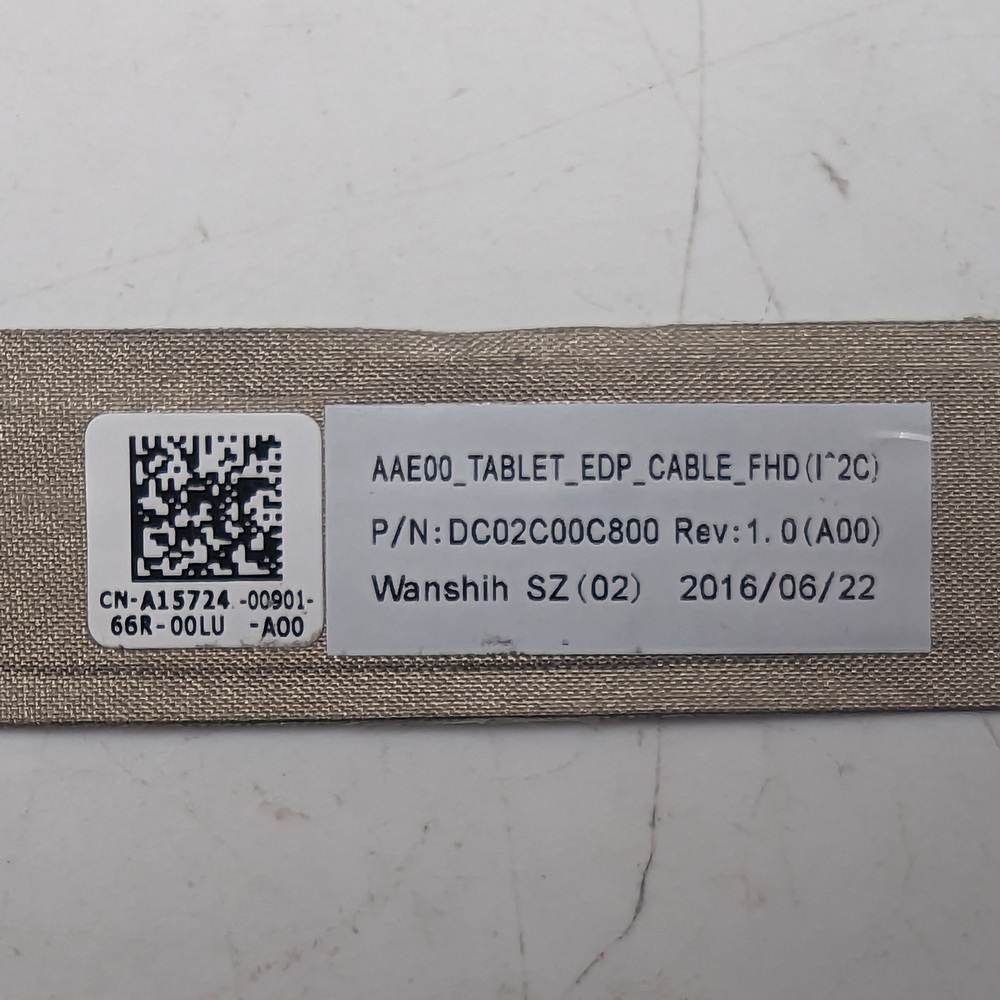 CN-A15724 -00901-
66R-00LU -A00
AAE00_TABLET_EDP_CABLE_FHD(I^2C)
P/N:DC02C00C800 Rev:1.0(A00)
Wanshih SZ(02) 2016/06/22